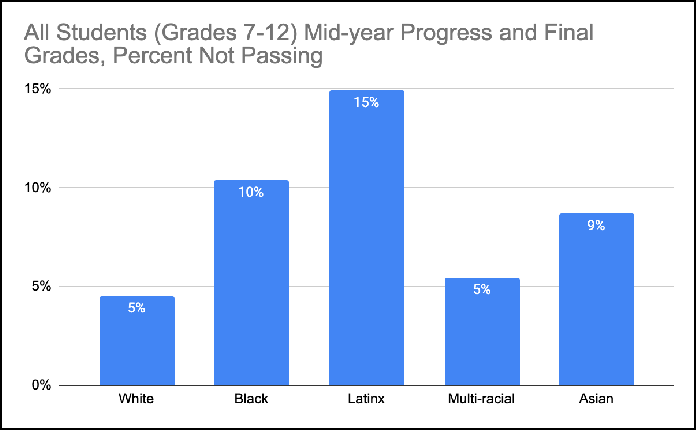 All Students (Grades 7-12) Mid-year Progress and Final
Grades, Percent Not Passing
15%
10%
5%
0%
5%
10%
15%
5%
9%
White
Black
Latinx
Multi-racial
Asian